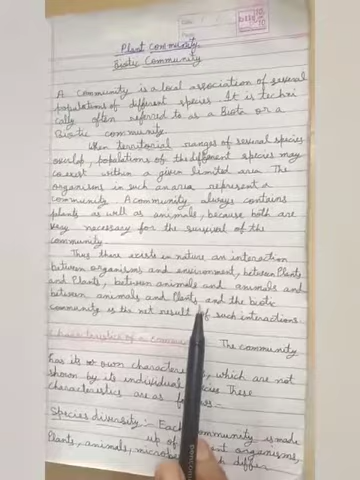 Plant Community
Biotic Community
A community is a local association of several
populations of different species. It is techni
cally often referred to as a Biota or a
Biotic community.
When territorial ranges of several species
overlap, populations of the different species may
coexist within a given limited area. The
organisms in such an area represent a
community. A community always contains
plants as well as animals, because both are
very necessary for the survival of the
community.
Thus there exists in nature, an interaction
between organisms and environment, between Plants
and Plants, between animals and animals and
between animals and Plants, and the biotic
community is the net result of such interactions
Characteristics of a The community
has its own which are not
shown by its individual These
characteristics are as
Species diversity:- Each community is made
up of organisms,
Plants, animals,